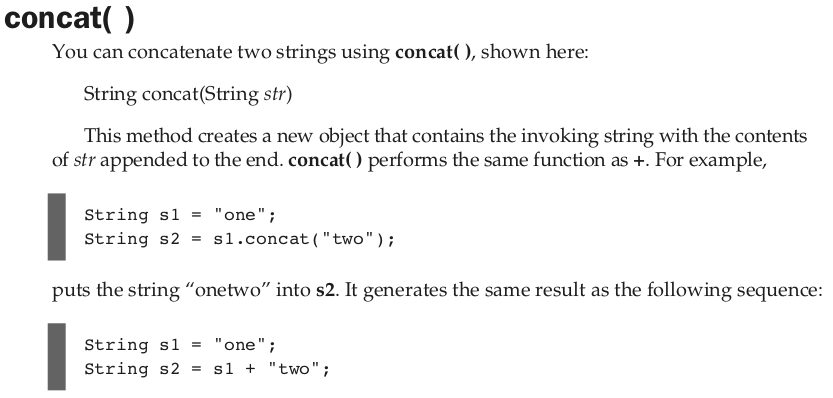 concat( )
You can concatenate two strings using concat( ), shown here:
String concat(String str)
This method creates a new object that contains the invoking string with the contents
of str appended to the end. concat( ) performs the same function as +. For example,
String s1 = "one";
String s2 = s1.concat("two");
puts the string “onetwo” into s2. It generates the same result as the following sequence:
String s1 = "one";
String s2 = s1 + "two";